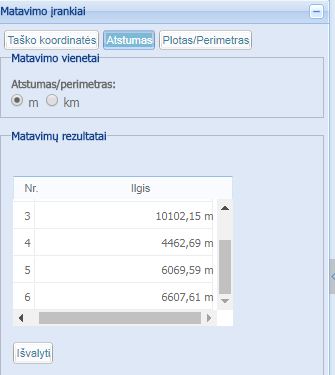 Matavimo įrankiai
Taško koordinatės Atstumas Plotas/Perimetras
Matavimo vienetai
Atstumas/perimetras:
m km
Matavimų rezultatai
Nr. Ilgis
3 10102,15 m
4 4462,69 m
5 6069,59 m
6 6607,61 m
Išvalyti